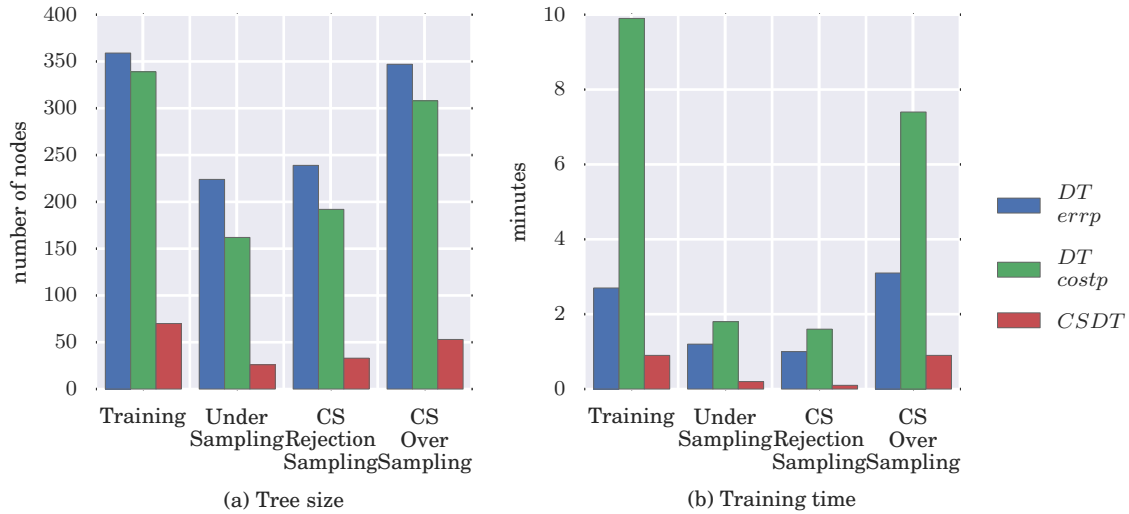 400
350
300
250
200
150
100
50
0
number of nodes
Training
Under
Sampling
CS
Rejection
Sampling
CS
Over
Sampling
(a) Tree size
10
8
6
4
2
0
minutes
Training
Under
Sampling
CS
Rejection
Sampling
CS
Over
Sampling
(b) Training time
DT
errp
DT
costp
CSDT